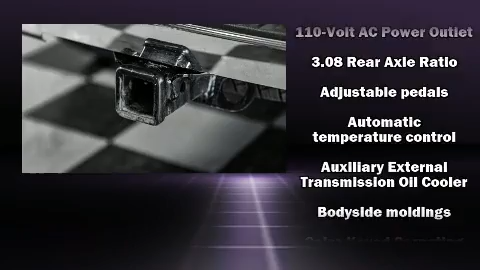 110-Volt AC Power Outlet
3.08 Rear Axle Ratio
Adjustable pedals
Automatic
temperature control
Auxiliary External
Transmission Oil Cooler
Bodyside moldings